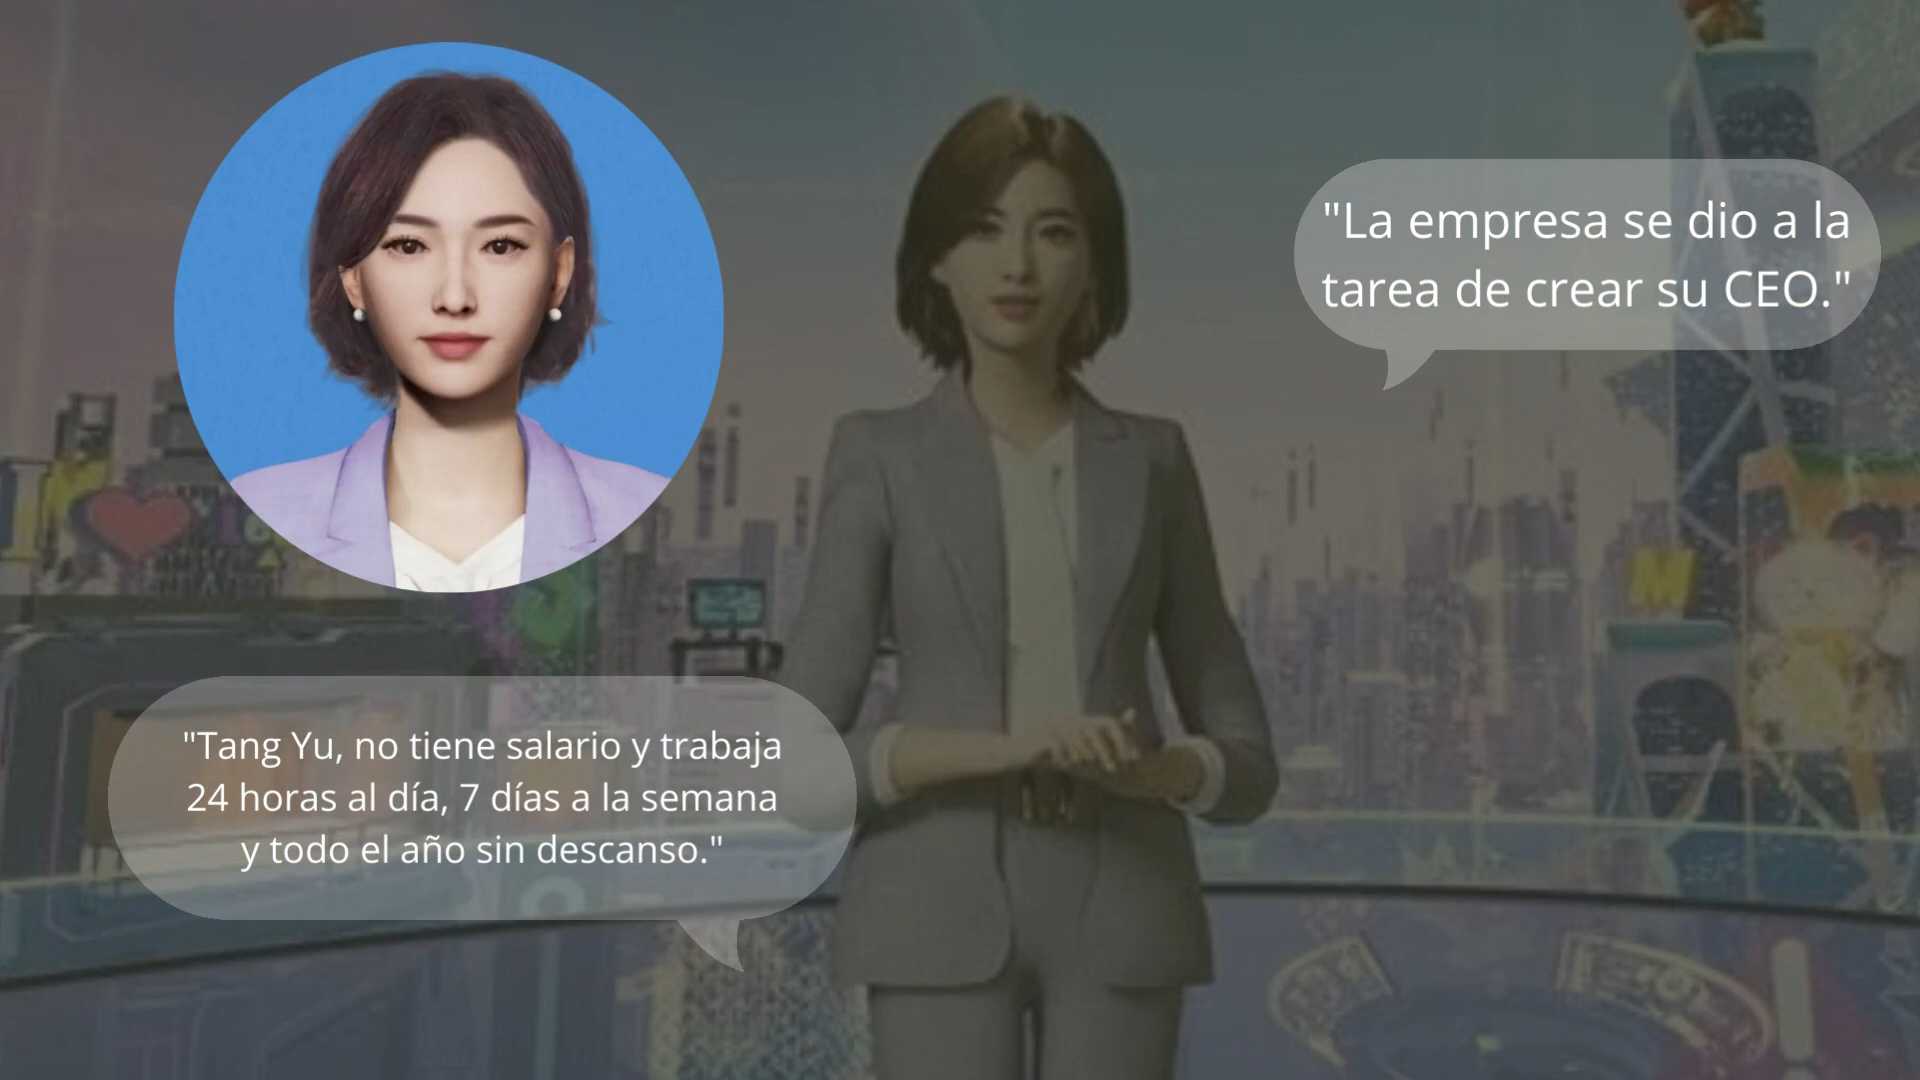 "La empresa se dio a la
tarea de crear su CEO."
"Tang Yu, no tiene salario y trabaja
24 horas al día, 7 días a la semana
y todo el año sin descanso."